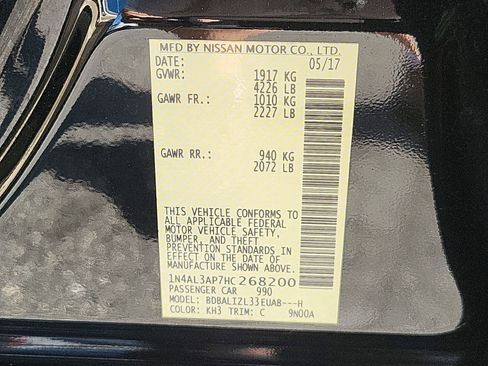 MFD BY NISSAN MOTOR CO., LTD.
DATE: 05/17
GVWR: 1917 KG
4226 LB
GAWR FR.: 1010 KG
2227 LB
GAWR RR.: 940 KG
2072 LB
THIS VEHICLE CONFORMS TO
ALL APPLICABLE FEDERAL
MOTOR VEHICLE SAFETY,
BUMPER, AND THEFT
PREVENTION STANDARDS IN
EFFECT ON THE DATE OF
MANUFACTURE SHOWN ABOVE.
1N4AL3AP7HC268200
PASSENGER CAR 990
MODEL: BDBALIZL33EUAB---H
COLOR: KH3 TRIM: C 9N00A